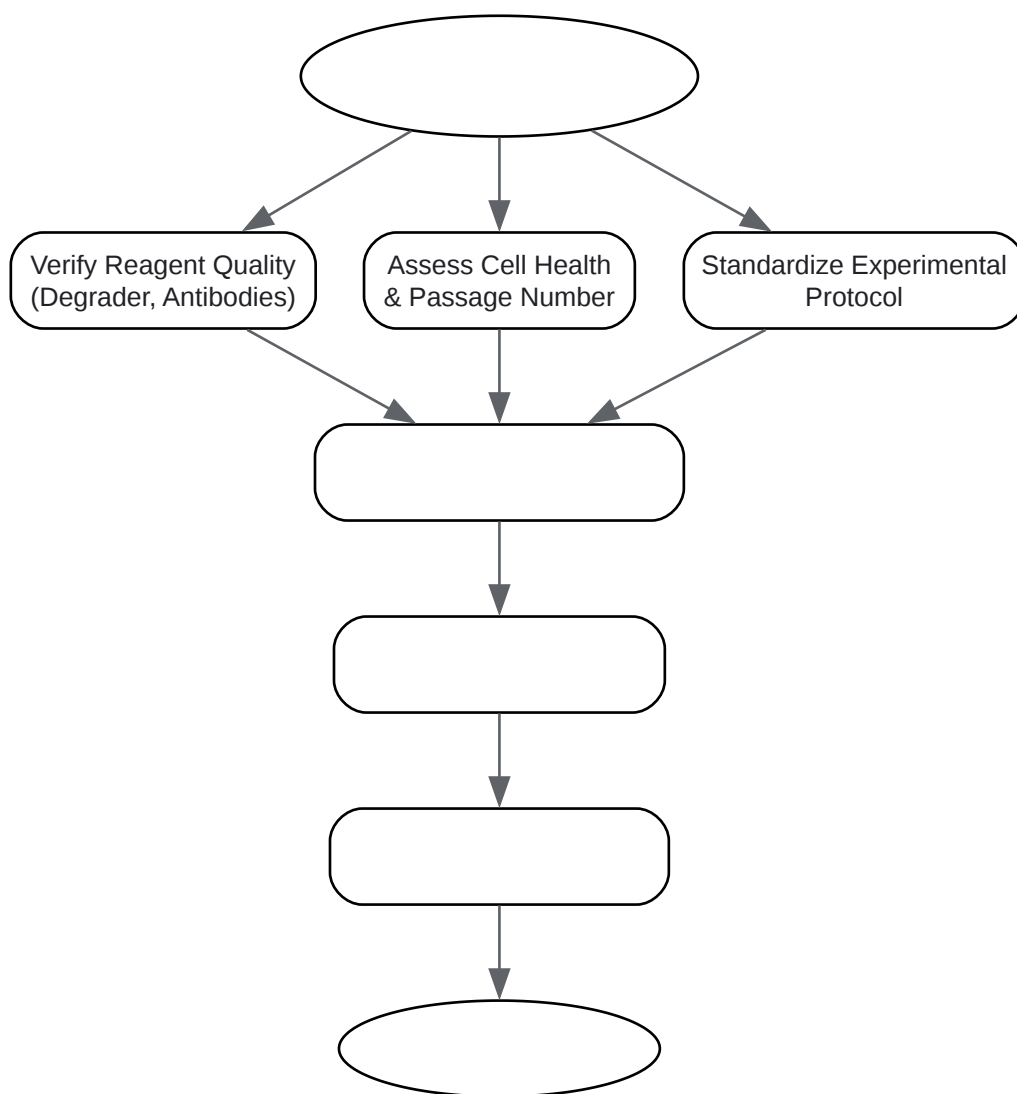 Verify Reagent Quality
(Degrader, Antibodies)
Assess Cell Health
& Passage Number
Standardize Experimental
Protocol